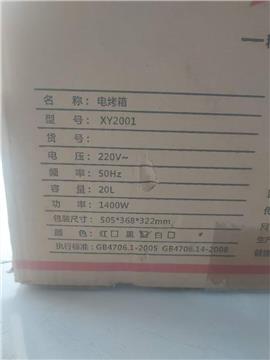 名 称：电烤箱
型 号： XY2001
货 号：
电 压：220V~
频 率：50Hz
容 量：20L
功 率：1400W
包装尺寸：505*368*322mm
颜 色：红□黑□白□
执行标准：GB4706.1-2005 GB4706.14-2008